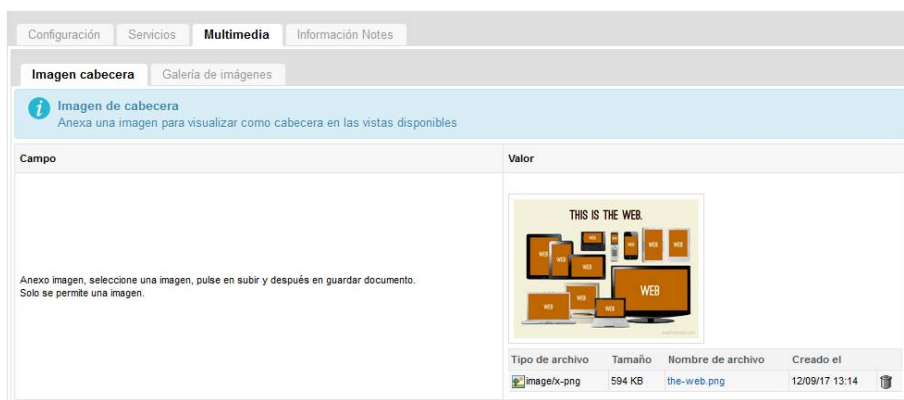 Configuración Servicios Multimedia Información Notes
Imagen cabecera Galería de imágenes
Imagen de cabecera
Anexa una imagen para visualizar como cabecera en las vistas disponibles
Campo Valor
THIS IS THE WEB.
WEB WEB WEB WEB
WEB WEB WEB
WEB
WEB WEB WEB
Anexo imagen, seleccione una imagen, pulse en subir y después en guardar documento.
Solo se permite una imagen.
Tipo de archivo Tamaño Nombre de archivo Creado el
image/x-png 594 KB the-web.png 12/09/17 13:14